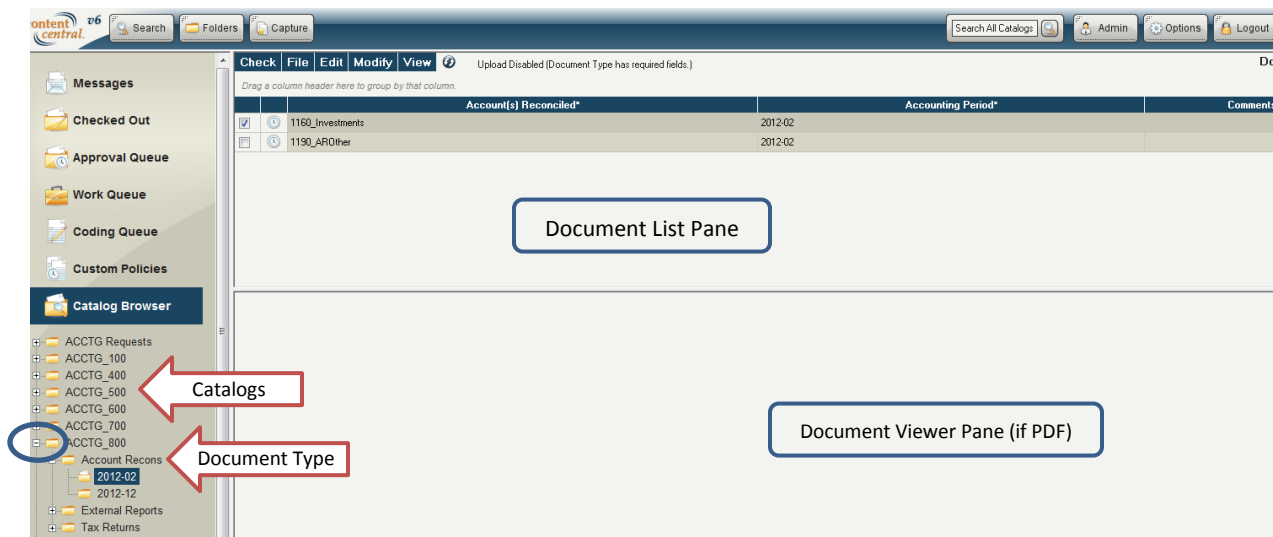 ontent v6 Search Folders Capture Search All Catalogs Admin Options Logout
central.
Check File Edit Modify View Upload Disabled (Document Type has required fields.)
Drag a column header here to group by that column.
Account(s) Reconciled* Accounting Period* Comments
1160_Investments 2012-02
1190_AROther 2012-02
Messages
Checked Out
Approval Queue
Work Queue
Coding Queue
Custom Policies
Catalog Browser
ACCTG Requests
ACCTG_100
ACCTG_400
ACCTG_500
ACCTG_600
ACCTG_700
ACCTG_800
Account Recons
2012-02
2012-12
External Reports
Tax Returns
Catalogs
Document Type
Document List Pane
Document Viewer Pane (if PDF)